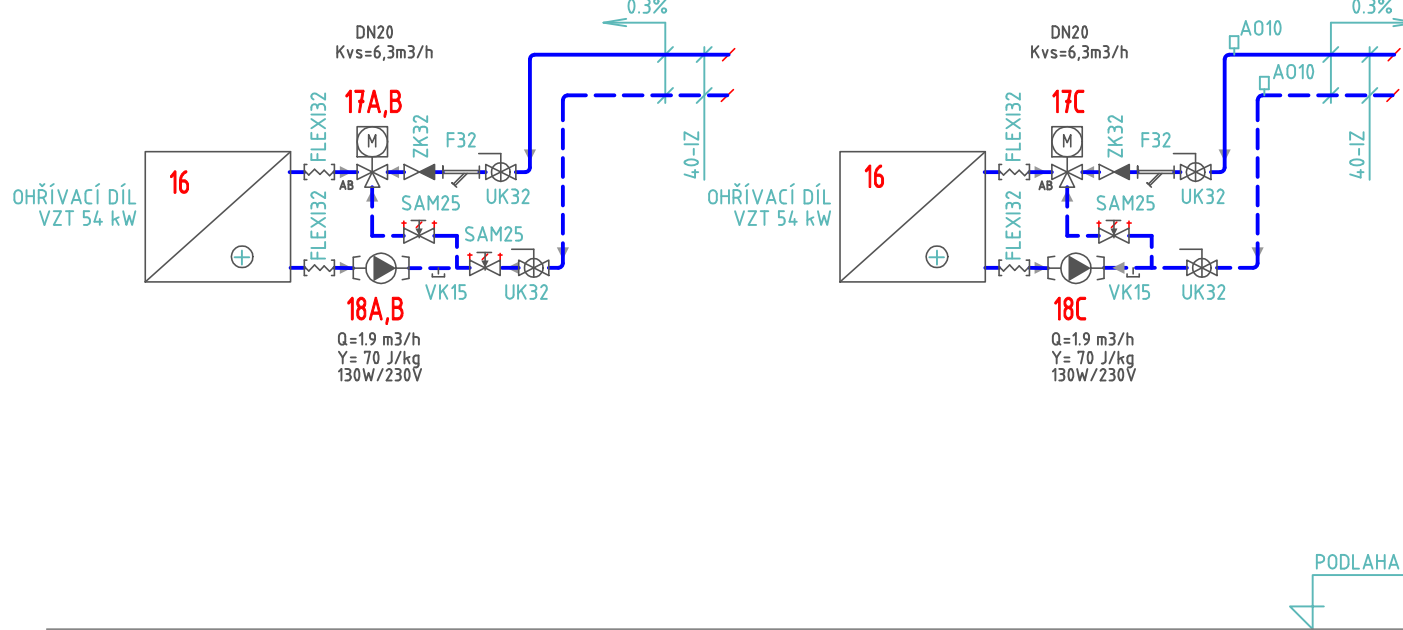 0.3%
DN20
Kvs=6,3m3/h
17A,B
FLEXI32
M
ZK32
F32
40-IZ
16
AB
UK32
OHŘÍVACÍ DÍL
VZT 54 kW
SAM25
FLEXI32
SAM25
VK15
UK32
18A,B
Q=1.9 m3/h
Y= 70 J/kg
130W/230V
0.3%
DN20
Kvs=6,3m3/h
AO10
AO10
17C
FLEXI32
M
ZK32
F32
40-IZ
16
AB
UK32
OHŘÍVACÍ DÍL
VZT 54 kW
SAM25
FLEXI32
VK15
UK32
18C
Q=1.9 m3/h
Y= 70 J/kg
130W/230V
PODLAHA